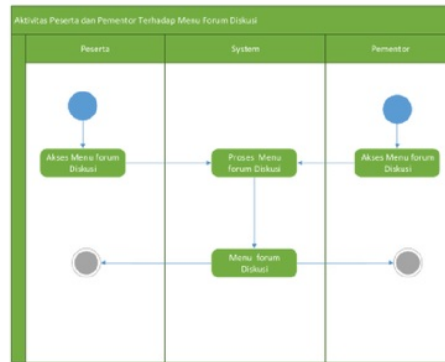 Aktivitas Peserta dan Pementor Terhadap Menu Forum Diskusi
Peserta
System
Pementor
Akses Menu forum
Diskusi
Proses Menu
forum Diskusi
Akses Menu forum
Diskusi
Menu forum
Diskusi